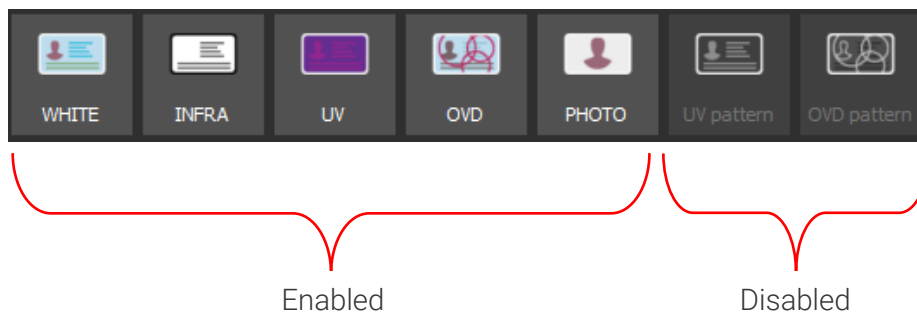 WHITE INFRA UV OVD PHOTO UV pattern OVD pattern
Enabled Disabled